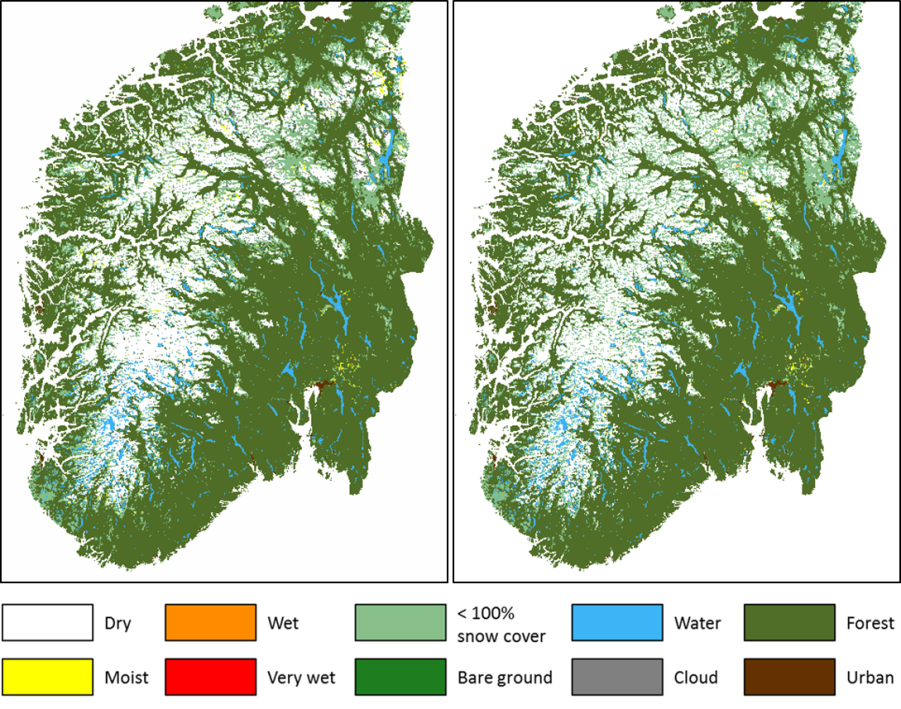 Dry
Wet
< 100%
snow cover
Water
Forest
Moist
Very wet
Bare ground
Cloud
Urban